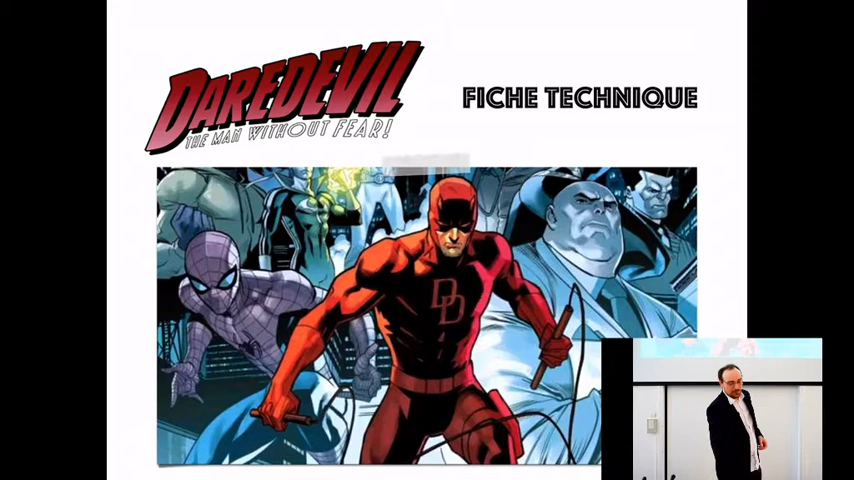 DAREDEVIL
THE MAN WITHOUT FEAR!
FICHE TECHNIQUE
DD